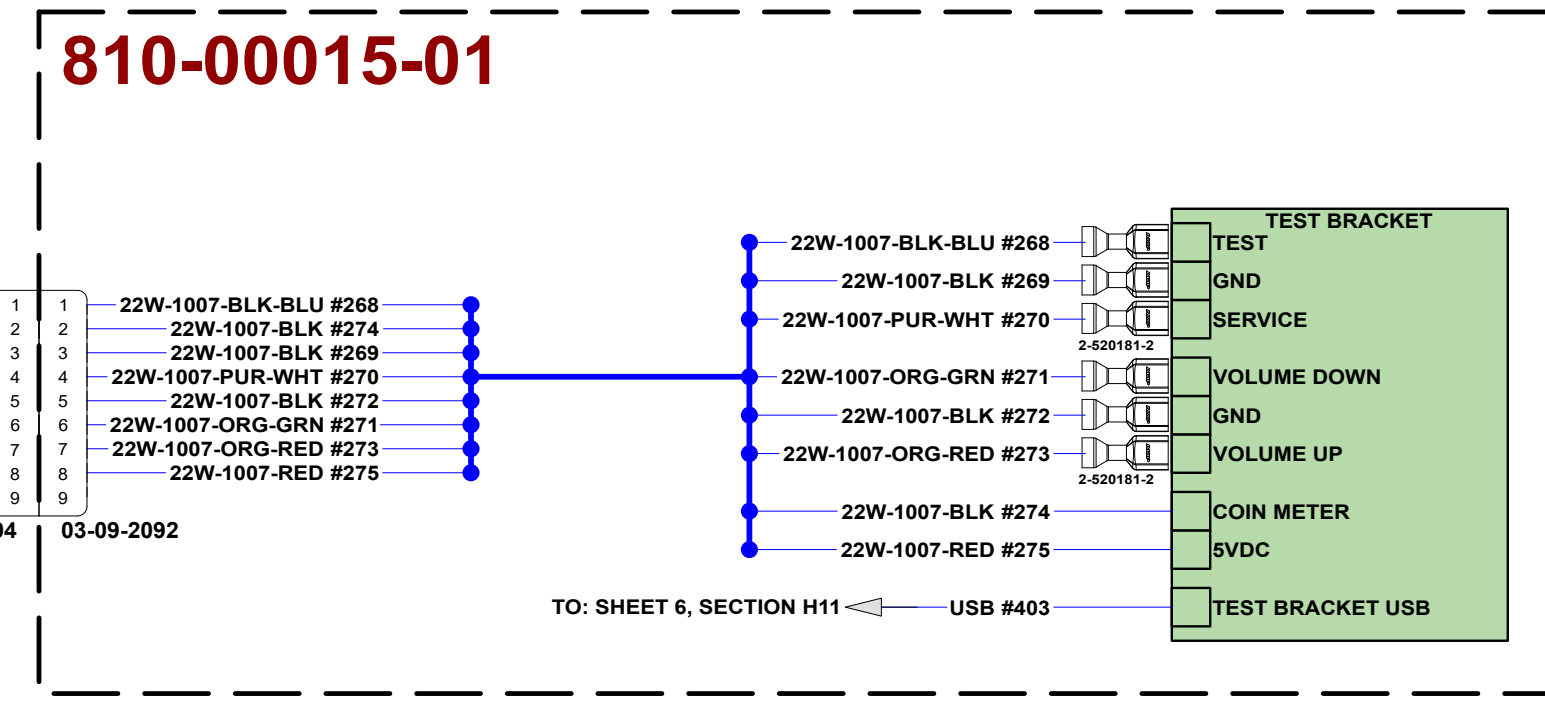 810-00015-01
TEST BRACKET
22W-1007-BLK-BLU #268
TEST
22W-1007-BLK #269
GND
22W-1007-PUR-WHT #270
SERVICE
2-520181-2
22W-1007-ORG-GRN #271
VOLUME DOWN
22W-1007-BLK #272
GND
22W-1007-ORG-RED #273
VOLUME UP
2-520181-2
22W-1007-BLK #274
COIN METER
22W-1007-RED #275
5VDC
TO: SHEET 6, SECTION H11
USB #403
TEST BRACKET USB
1 1 22W-1007-BLK-BLU #268
2 2 22W-1007-BLK #274
3 3 22W-1007-BLK #269
4 4 22W-1007-PUR-WHT #270
5 5 22W-1007-BLK #272
6 6 22W-1007-ORG-GRN #271
7 7 22W-1007-ORG-RED #273
8 8 22W-1007-RED #275
9 9
04 03-09-2092